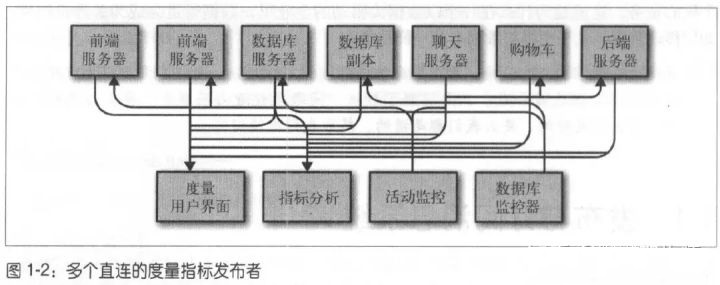 前端
服务器
前端
服务器
数据库
服务器
数据库
副本
聊天
服务器
购物车
后端
服务器
度量
用户界面
指标分析
活动监控
数据库
监控器
图 1-2：多个直连的度量指标发布者